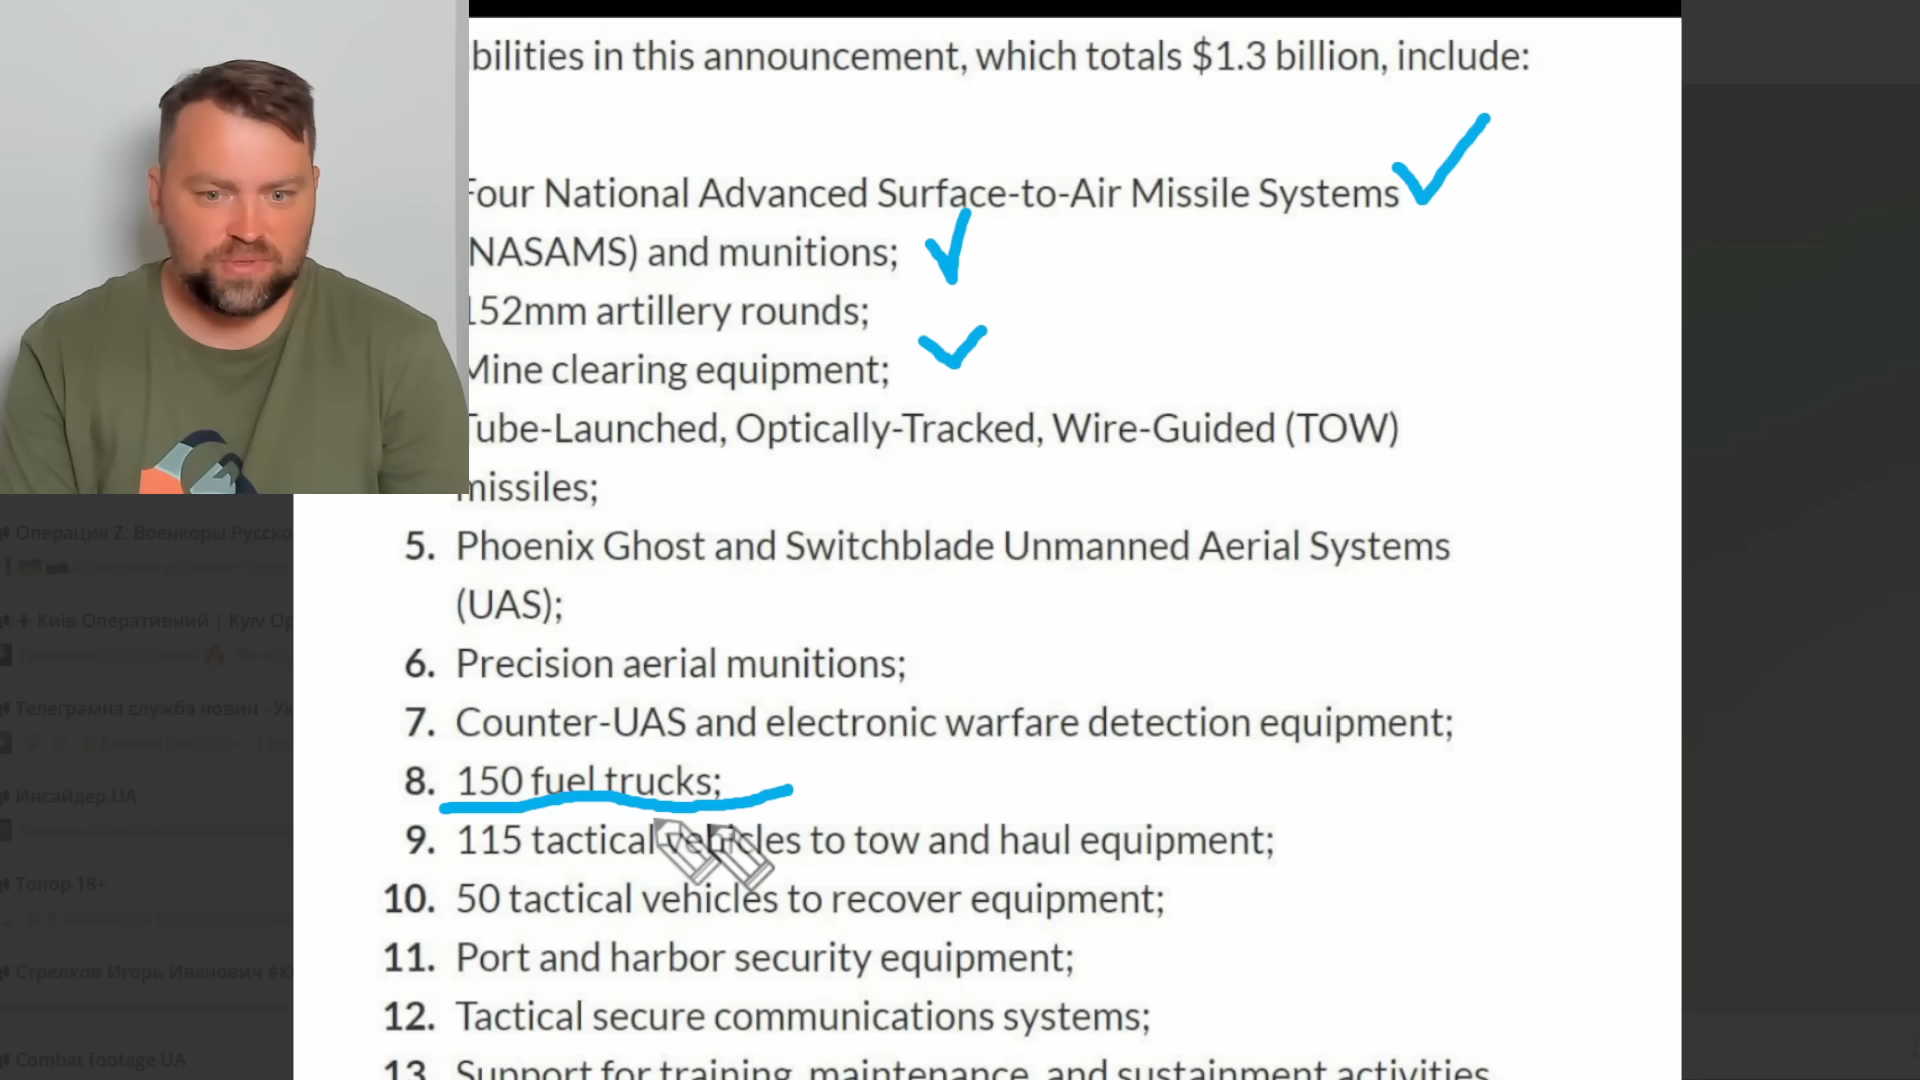 bilities in this announcement, which totals $1.3 billion, include:
Four National Advanced Surface-to-Air Missile Systems
(NASAMS) and munitions;
152mm artillery rounds;
Mine clearing equipment;
Tube-Launched, Optically-Tracked, Wire-Guided (TOW)
missiles;
5. Phoenix Ghost and Switchblade Unmanned Aerial Systems
(UAS);
6. Precision aerial munitions;
7. Counter-UAS and electronic warfare detection equipment;
8. 150 fuel trucks;
9. 115 tactical vehicles to tow and haul equipment;
10. 50 tactical vehicles to recover equipment;
11. Port and harbor security equipment;
12. Tactical secure communications systems;
13. Support for training, maintenance, and sustainment activities.
Операция Z: Военкоры Русско
Київ Оперативний | Kyiv Op
Телеграмна служба новин - Ук
Инсайдер UA
Топор 18+
Стрелков Игорь Иванович #К
Combat footage UA